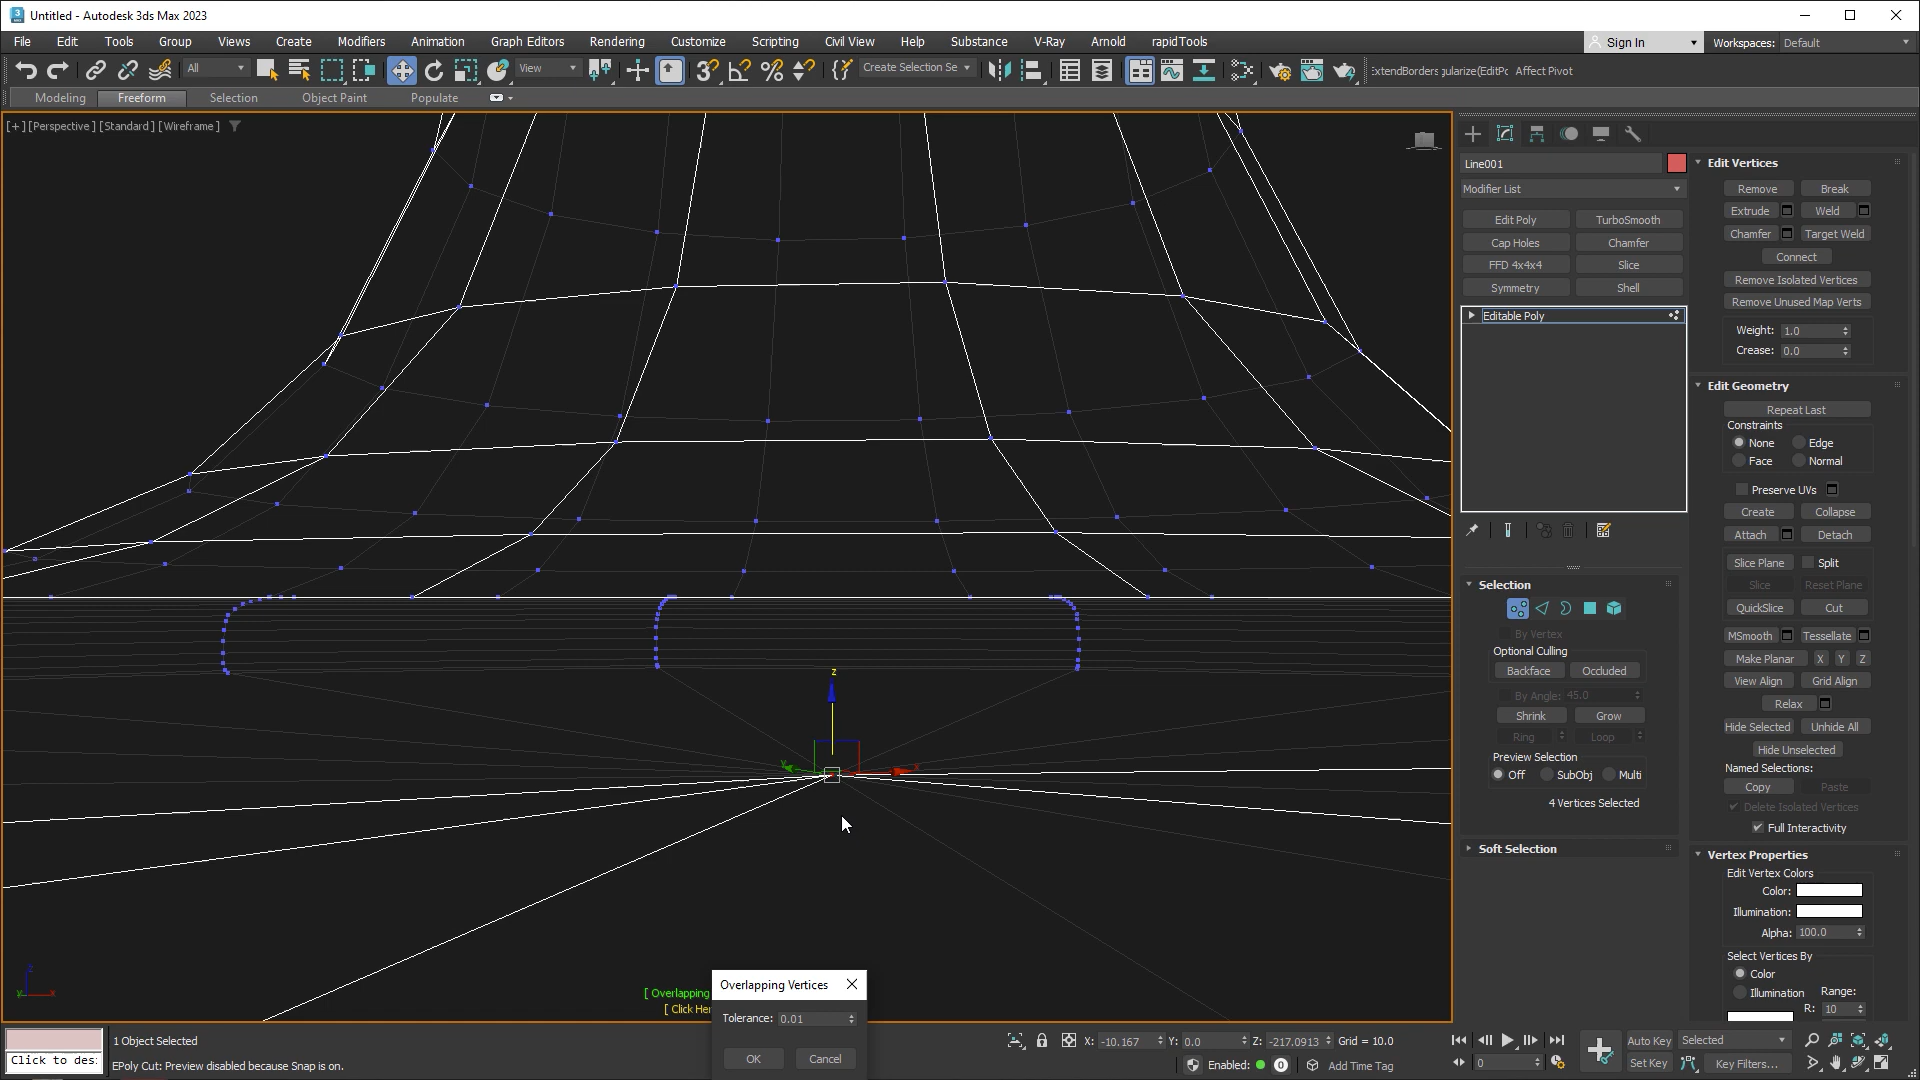 Untitled - Autodesk 3ds Max 2023
File Edit Tools Group Views Create Modifiers Animation Graph Editors Rendering Customize Scripting Civil View Help Substance V-Ray Arnold rapidTools
Sign In Workspaces: Default
All View Create Selection Se ExtendBorders gularize(EditPc Affect Pivot
Modeling Freeform Selection Object Paint Populate
[+] [Perspective] [Standard] [Wireframe]
Line001
Modifier List
Edit Poly TurboSmooth
Cap Holes Chamfer
FFD 4x4x4 Slice
Symmetry Shell
Editable Poly
Selection
By Vertex
Optional Culling
Backface Occluded
By Angle: 45.0
Shrink Grow
Ring Loop
Preview Selection
Off SubObj Multi
4 Vertices Selected
Soft Selection
Edit Vertices
Remove Break
Extrude Weld
Chamfer Target Weld
Connect
Remove Isolated Vertices
Remove Unused Map Verts
Weight: 1.0
Crease: 0.0
Edit Geometry
Repeat Last
Constraints
None Edge
Face Normal
Preserve UVs
Create Collapse
Attach Detach
Slice Plane Split
Slice Reset Plane
QuickSlice Cut
MSmooth Tessellate
Make Planar X Y Z
View Align Grid Align
Relax
Hide Selected Unhide All
Hide Unselected
Named Selections:
Copy Paste
Delete Isolated Vertices
Full Interactivity
Vertex Properties
Edit Vertex Colors
Color:
Illumination:
Alpha: 100.0
Select Vertices By
Color
Illumination Range:
R: 10
z
y x
z
y x
[ Overlapping
[ Click Her
Overlapping Vertices
Tolerance: 0.01
OK Cancel
1 Object Selected
Click to des
EPoly Cut: Preview disabled because Snap is on.
X: -10.167 Y: 0.0 Z: -217.0913 Grid = 10.0
Enabled: 0 Add Time Tag
0
Auto Key Selected
Set Key Key Filters...